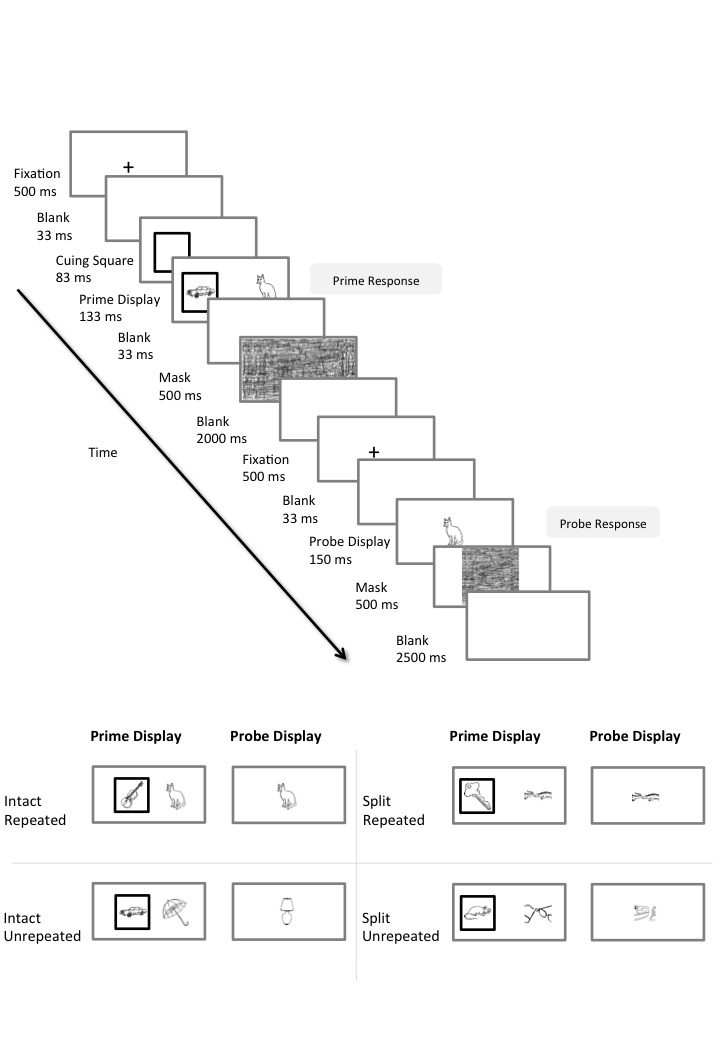 +
Fixation
500 ms
Blank
33 ms
Cuing Square
83 ms
Prime Display
133 ms
Prime Response
Blank
33 ms
Mask
500 ms
Blank
2000 ms
Time
+
Fixation
500 ms
Blank
33 ms
Probe Display
150 ms
Probe Response
Mask
500 ms
Blank
2500 ms
Prime Display Probe Display Prime Display Probe Display
Intact
Repeated
Split
Repeated
Intact
Unrepeated
Split
Unrepeated